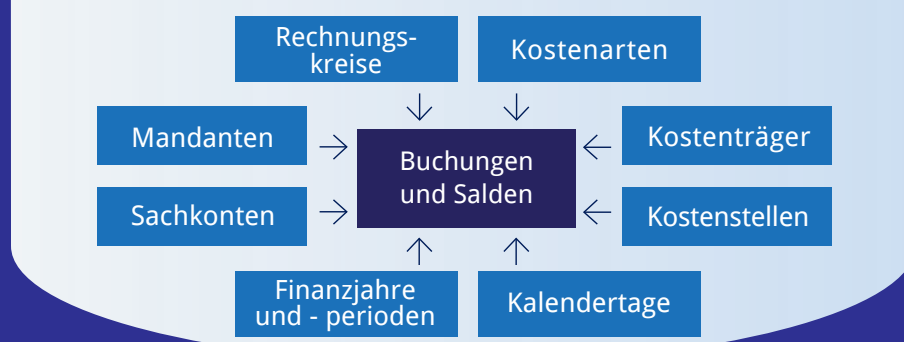 Rechnungs-
kreise
Kostenarten
Mandanten
Buchungen
und Salden
Kostenträger
Sachkonten
Kostenstellen
Finanzjahre
und - perioden
Kalendertage